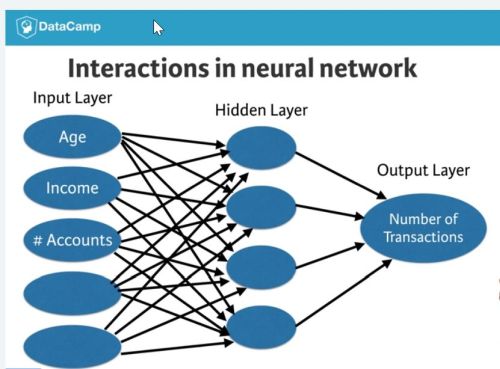 DataCamp
Interactions in neural network
Input Layer
Hidden Layer
Output Layer
Age
Income
# Accounts
Number of
Transactions